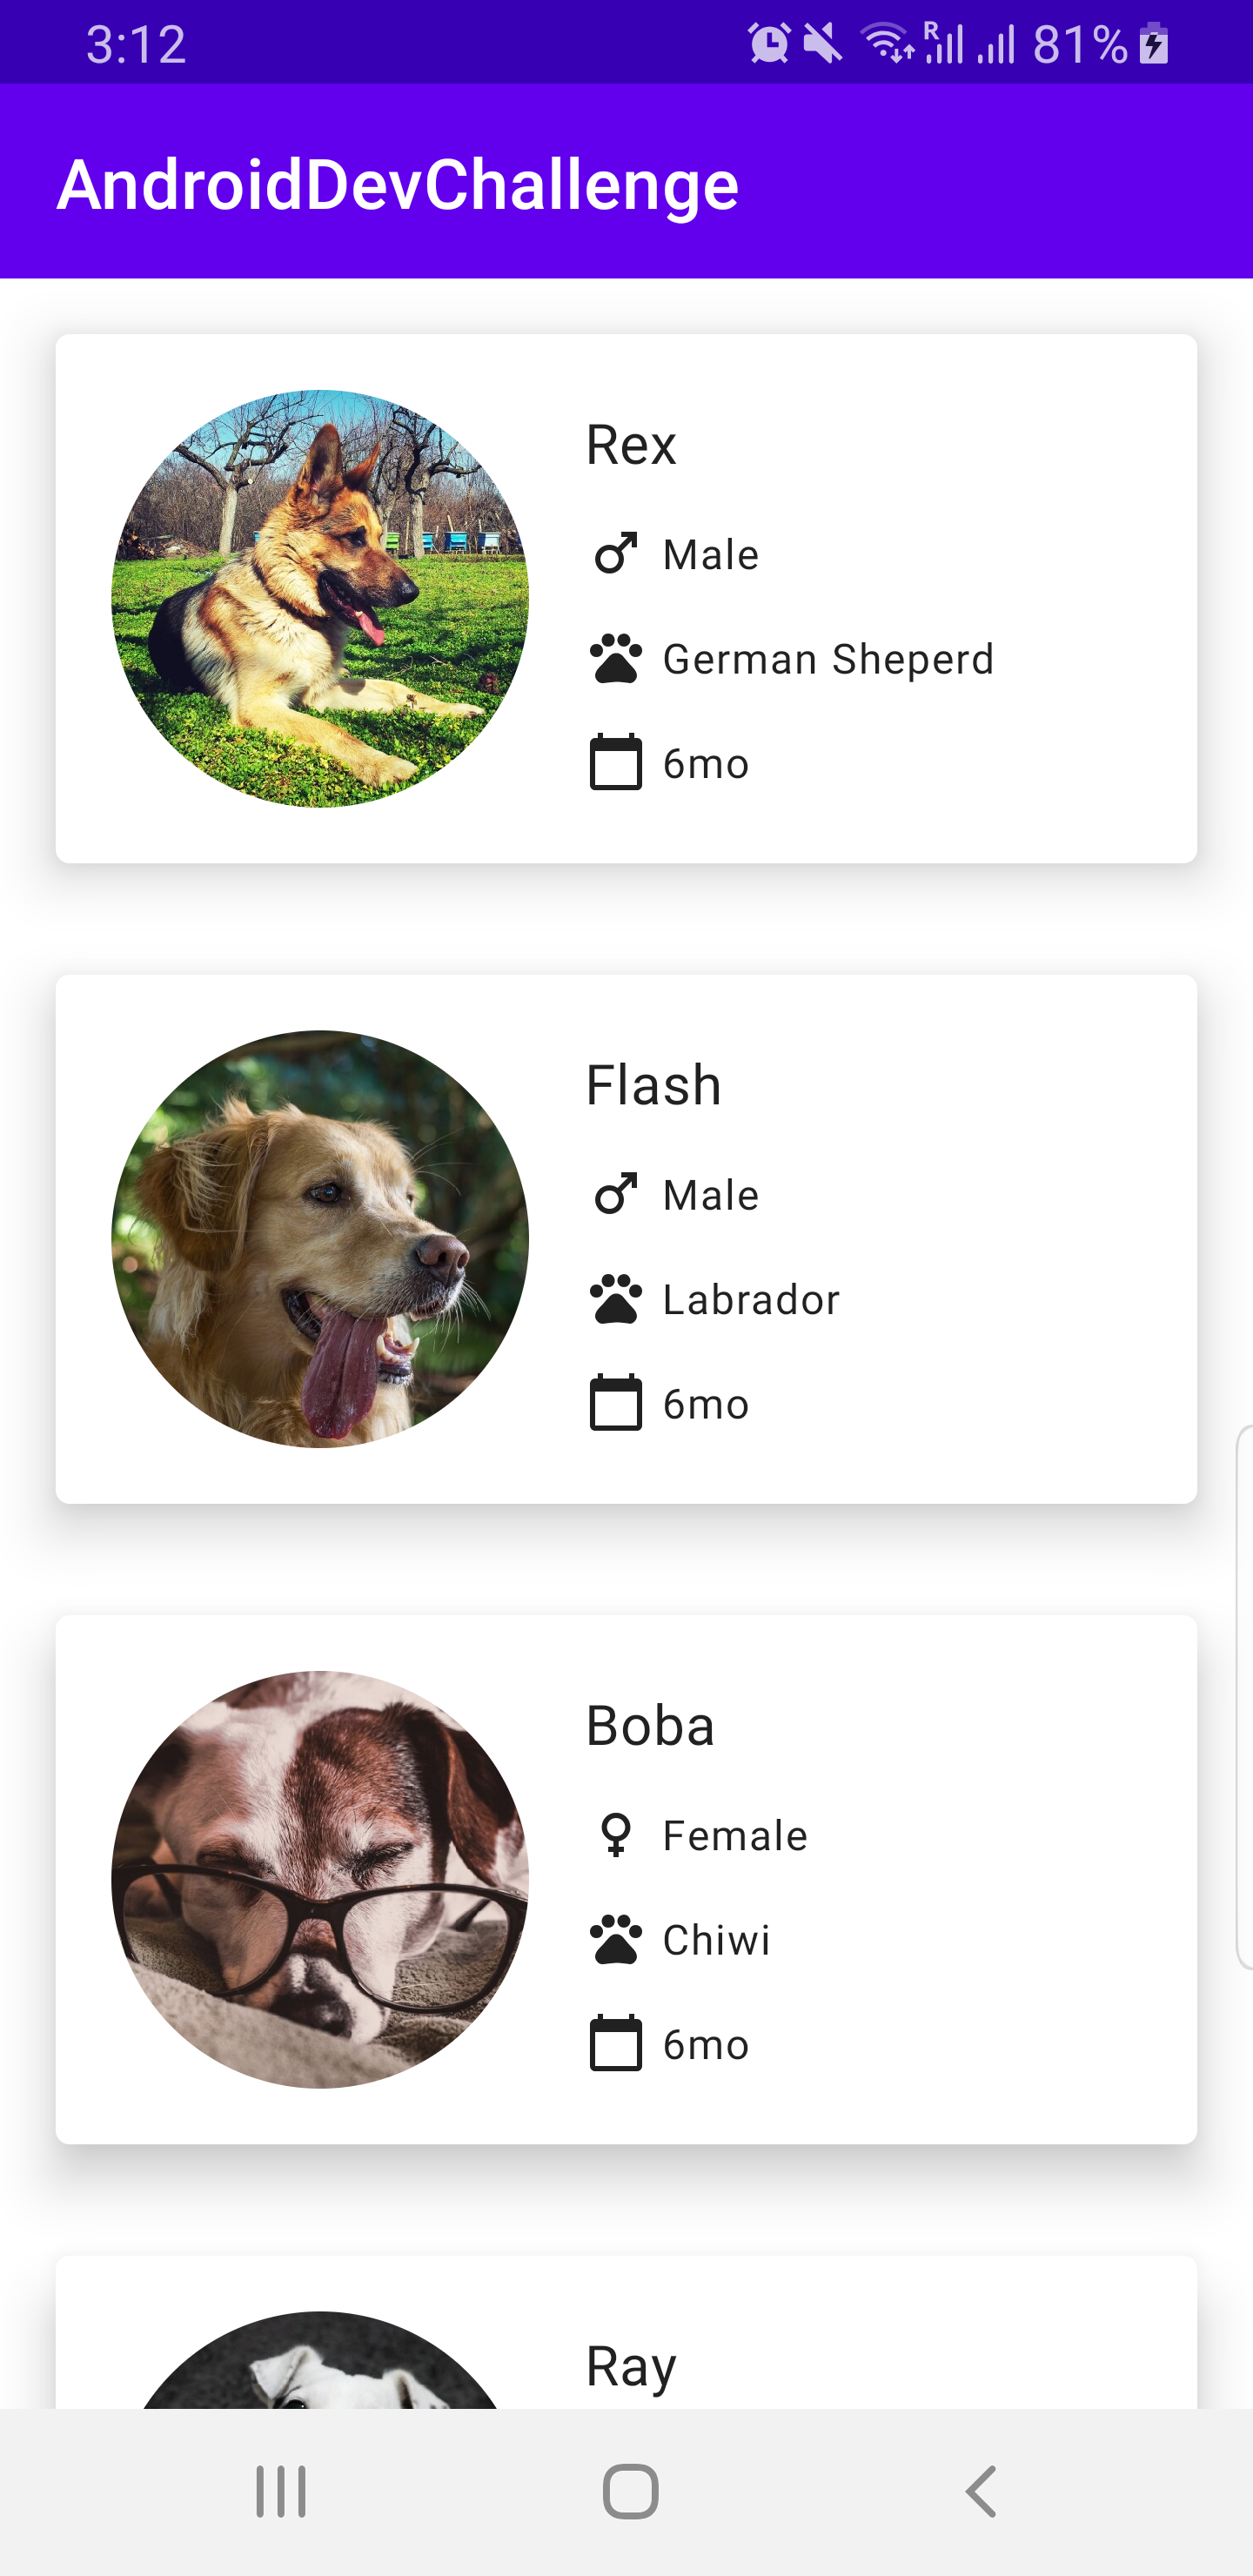 3:12 R 81%
AndroidDevChallenge
Rex
Male
German Sheperd
6mo
Flash
Male
Labrador
6mo
Boba
Female
Chiwi
6mo
Ray